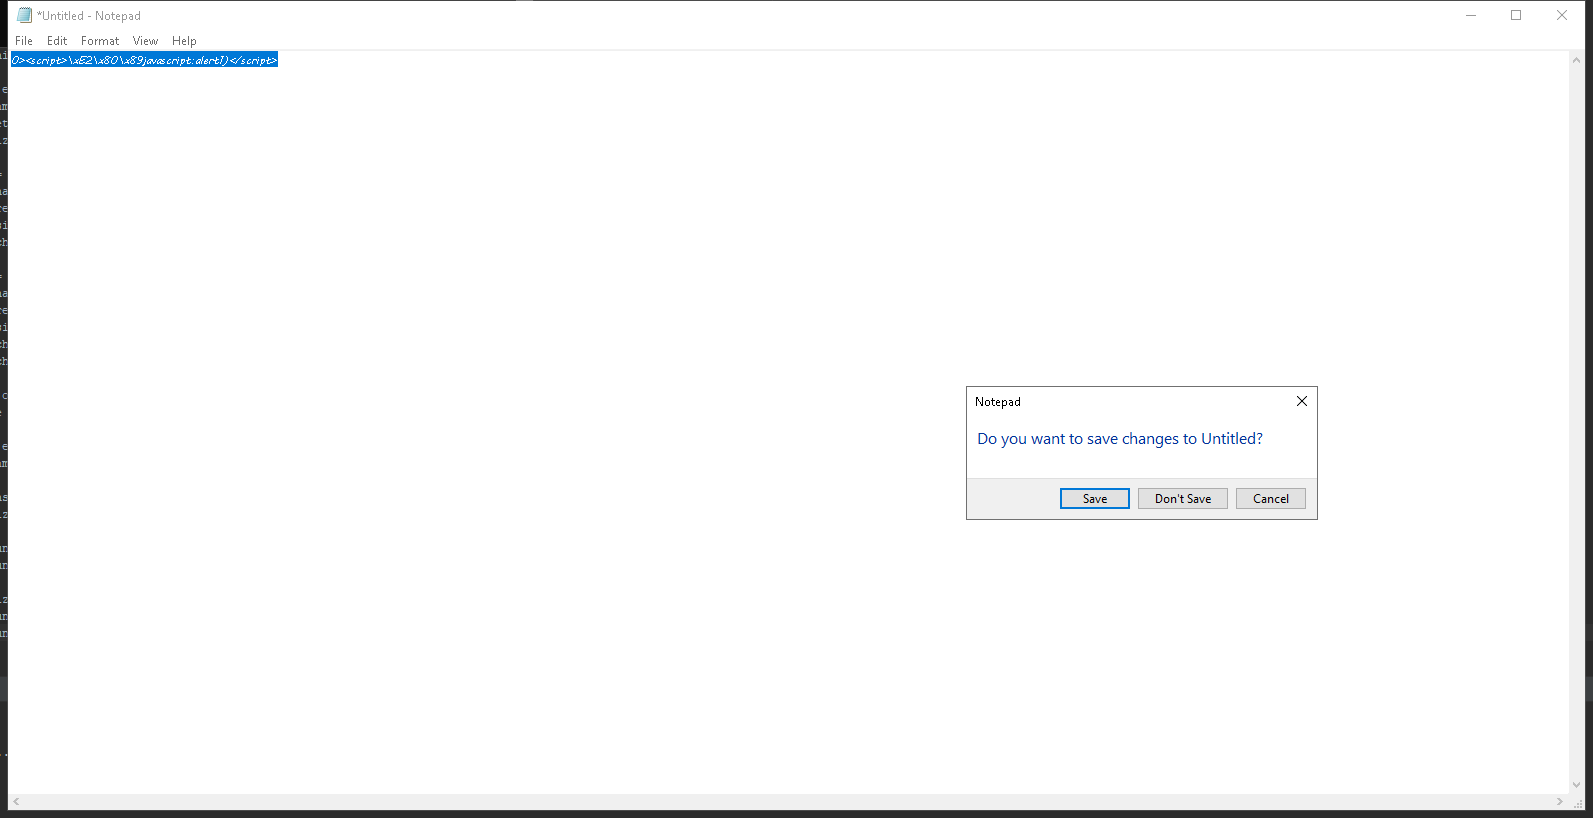 *Untitled - Notepad
File Edit Format View Help
0><script>\xE2\x80\x89javascript:alert1)</script>
Notepad
Do you want to save changes to Untitled?
Save Don't Save Cancel